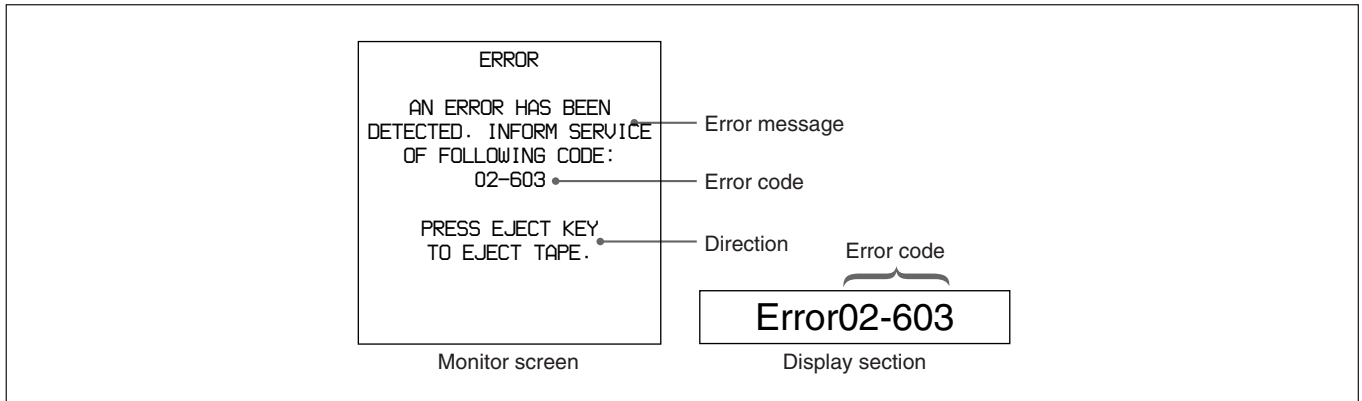 ERROR
AN ERROR HAS BEEN
DETECTED. INFORM SERVICE
OF FOLLOWING CODE:
02-603
PRESS EJECT KEY
TO EJECT TAPE.
Error message
Error code
Direction
Error code
Error02-603
Monitor screen
Display section